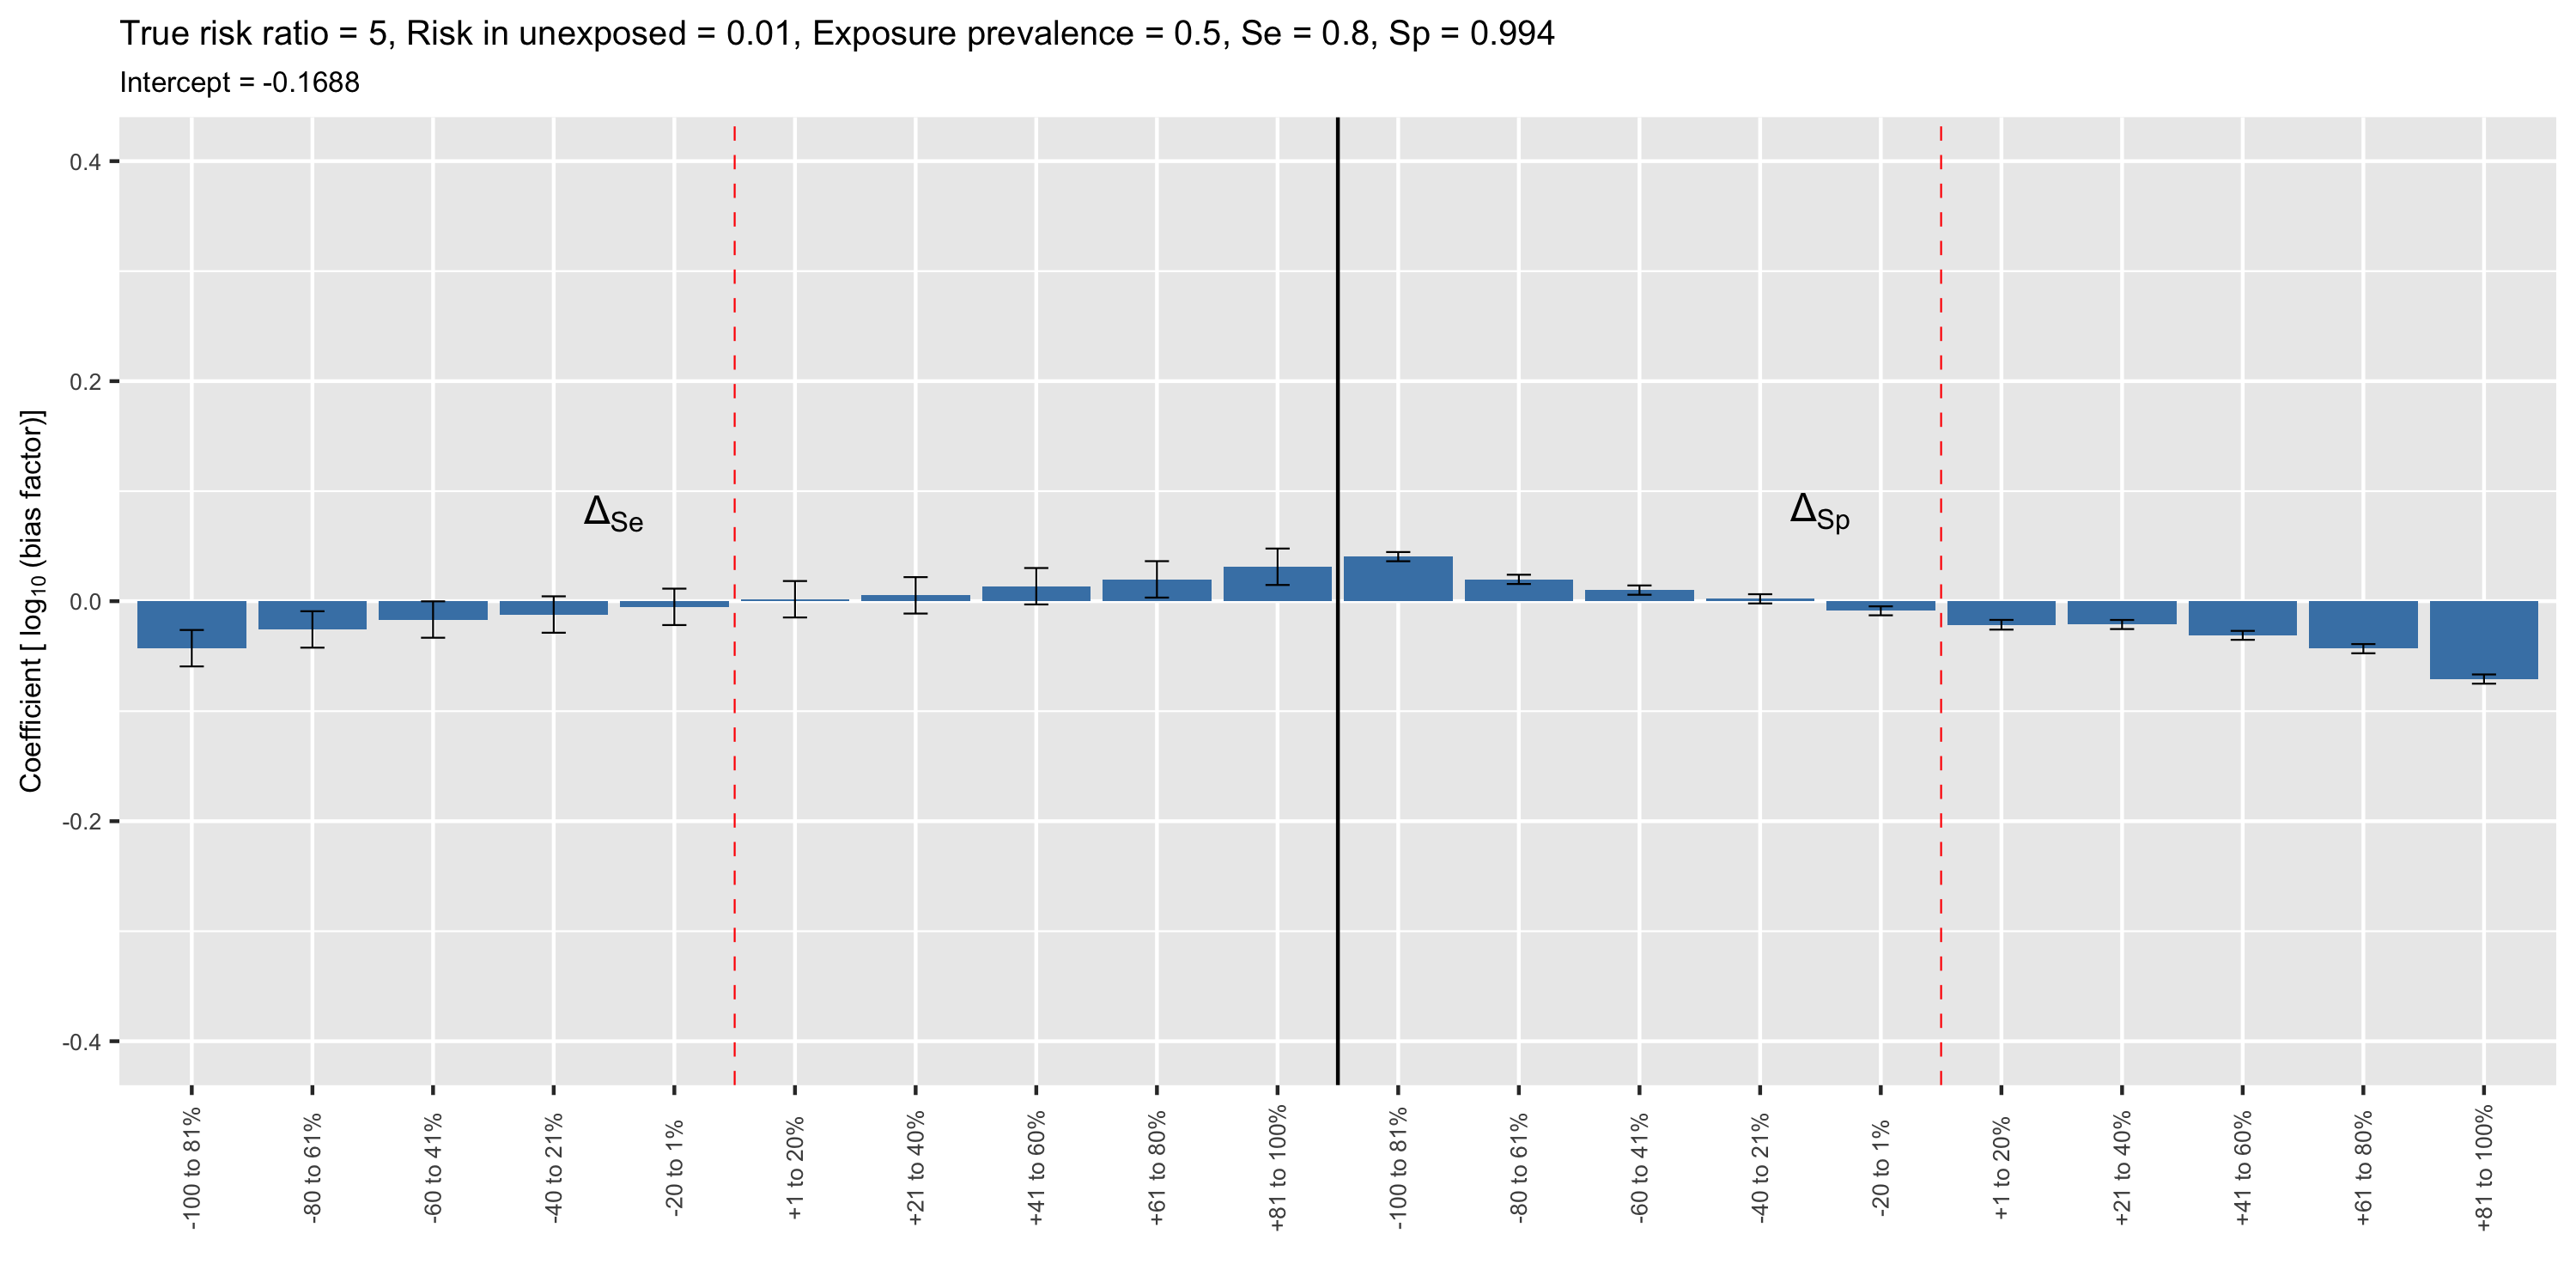 True risk ratio = 5, Risk in unexposed = 0.01, Exposure prevalence = 0.5, Se = 0.8, Sp = 0.994
Intercept = -0.1688
Coefficient [ log10 (bias factor)]
0.4
0.2
0.0
-0.2
-0.4
ΔSe
ΔSp
-100 to 81%
-80 to 61%
-60 to 41%
-40 to 21%
-20 to 1%
+1 to 20%
+21 to 40%
+41 to 60%
+61 to 80%
+81 to 100%
-100 to 81%
-80 to 61%
-60 to 41%
-40 to 21%
-20 to 1%
+1 to 20%
+21 to 40%
+41 to 60%
+61 to 80%
+81 to 100%